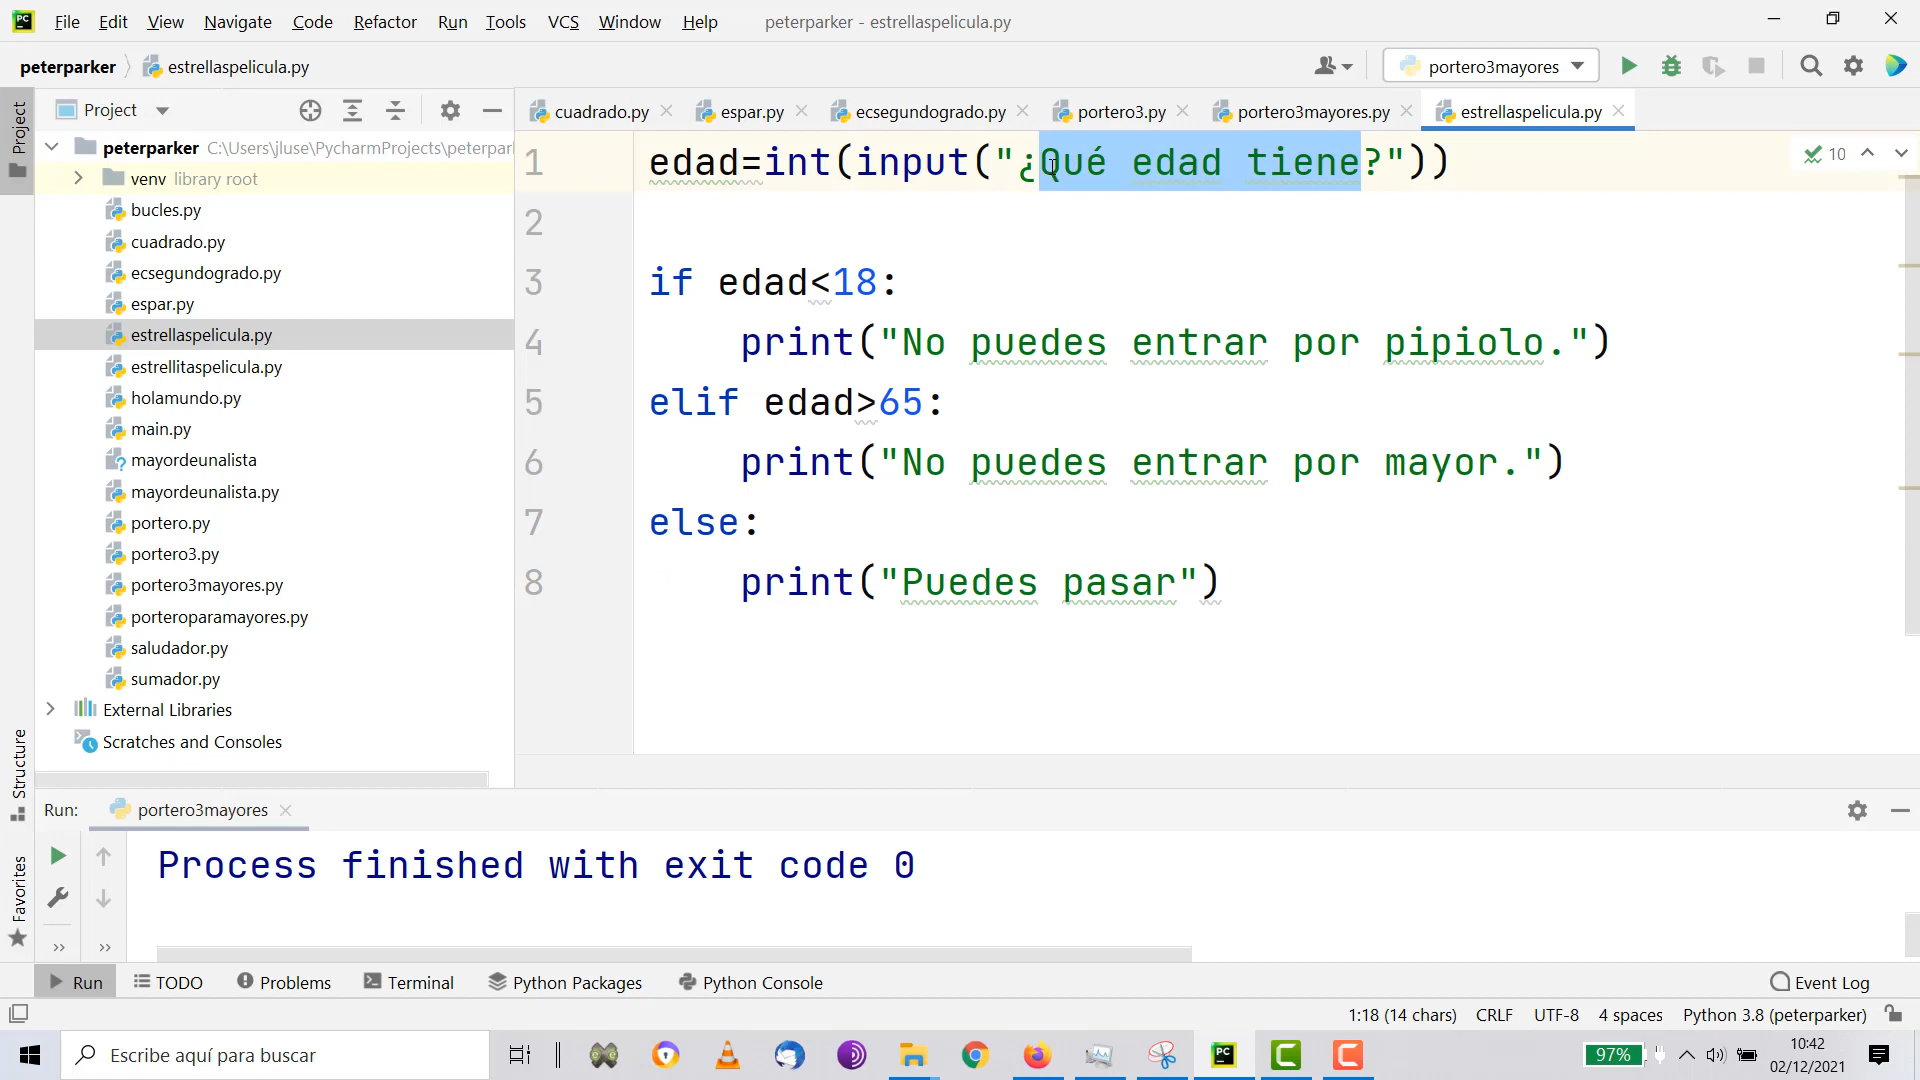 File Edit View Navigate Code Refactor Run Tools VCS Window Help peterparker - estrellaspelicula.py
peterparker estrellaspelicula.py portero3mayores
Project
cuadrado.py espar.py ecsegundogrado.py portero3.py portero3mayores.py estrellaspelicula.py
Project
peterparker C:\Users\jluse\PycharmProjects\peterpar
venv library root
bucles.py
cuadrado.py
ecsegundogrado.py
espar.py
estrellaspelicula.py
estrellitaspelicula.py
holamundo.py
main.py
mayordeunalista
mayordeunalista.py
portero.py
portero3.py
portero3mayores.py
porteroparamayores.py
saludador.py
sumador.py
External Libraries
Scratches and Consoles
Structure
Favorites
10
1 edad=int(input("¿Qué edad tiene?"))
2
3 if edad<18:
4 print("No puedes entrar por pipiolo.")
5 elif edad>65:
6 print("No puedes entrar por mayor.")
7 else:
8 print("Puedes pasar")
Run: portero3mayores
Process finished with exit code 0
Run TODO Problems Terminal Python Packages Python Console Event Log
1:18 (14 chars) CRLF UTF-8 4 spaces Python 3.8 (peterparker)
Escribe aquí para buscar
97%
10:42
02/12/2021